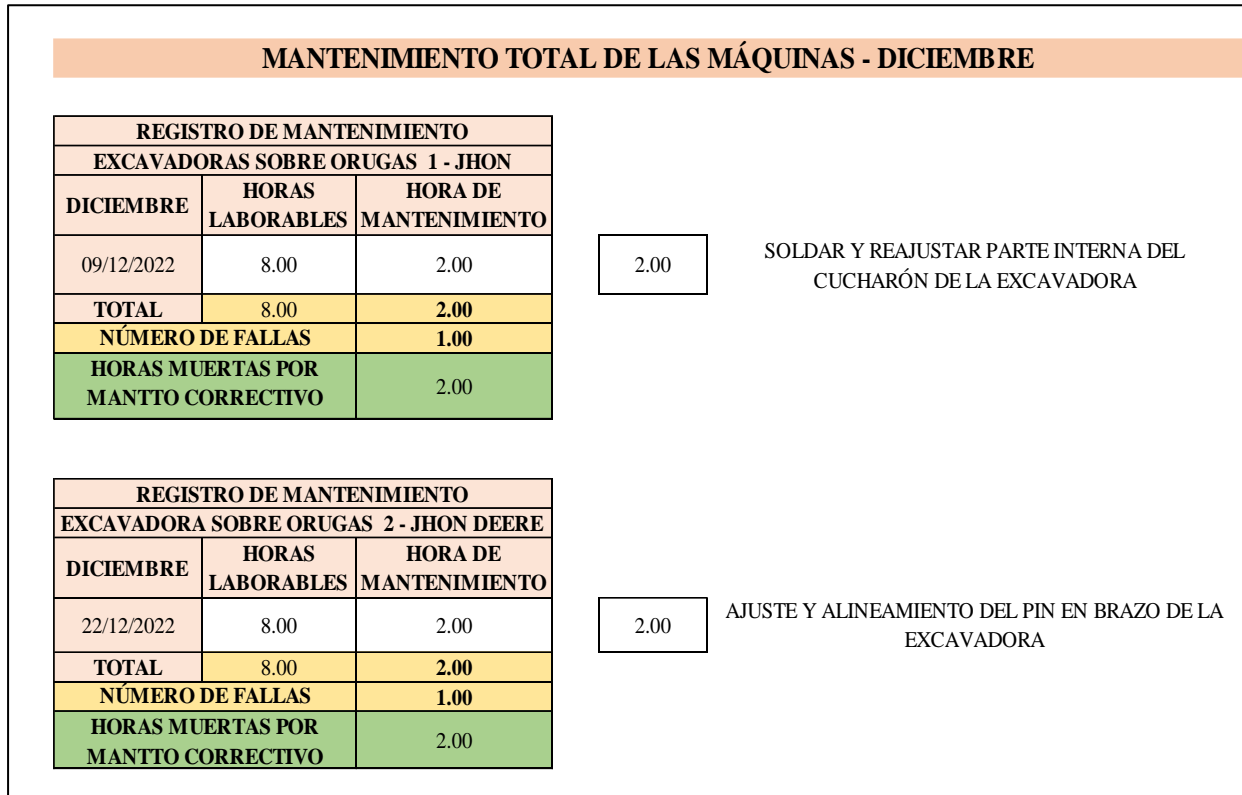 MANTENIMIENTO TOTAL DE LAS MÁQUINAS - DICIEMBRE
REGISTRO DE MANTENIMIENTO
EXCAVADORAS SOBRE ORUGAS 1 - JHON
DICIEMBRE
HORAS
LABORABLES
HORA DE
MANTENIMIENTO
09/12/2022 8.00 2.00
2.00
SOLDAR Y REAJUSTAR PARTE INTERNA DEL
CUCHARÓN DE LA EXCAVADORA
TOTAL 8.00 2.00
NÚMERO DE FALLAS 1.00
HORAS MUERTAS POR
MANTTO CORRECTIVO
2.00
REGISTRO DE MANTENIMIENTO
EXCAVADORA SOBRE ORUGAS 2 - JHON DEERE
DICIEMBRE
HORAS
LABORABLES
HORA DE
MANTENIMIENTO
22/12/2022 8.00 2.00
2.00
AJUSTE Y ALINEAMIENTO DEL PIN EN BRAZO DE LA
EXCAVADORA
TOTAL 8.00 2.00
NÚMERO DE FALLAS 1.00
HORAS MUERTAS POR
MANTTO CORRECTIVO
2.00